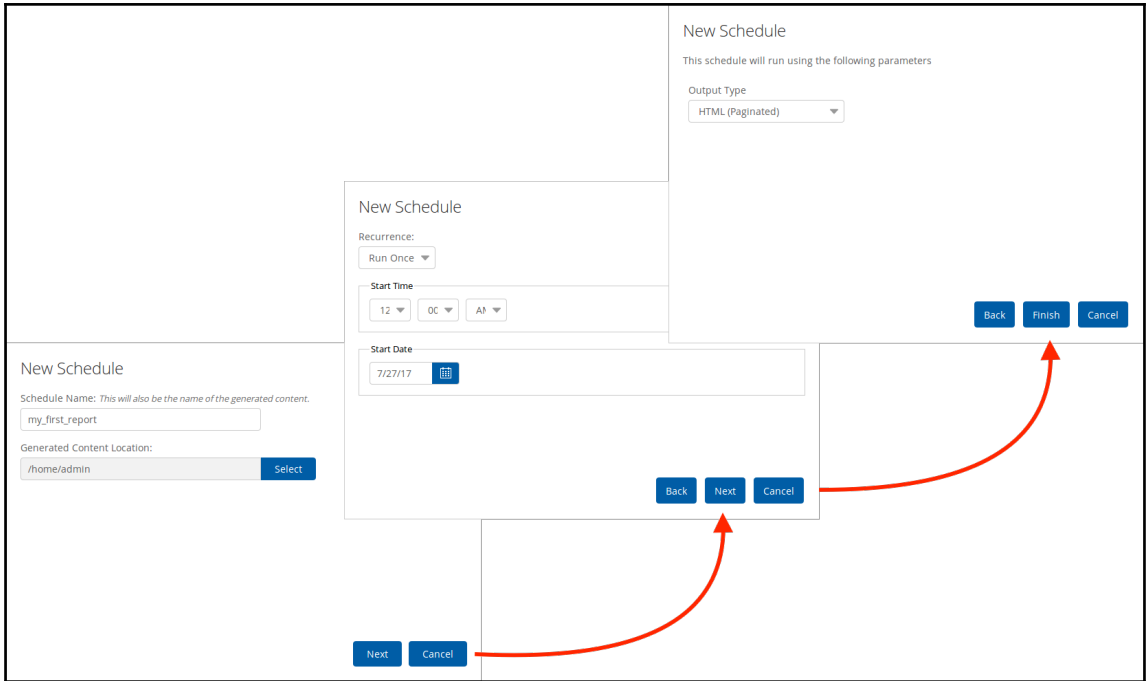 New Schedule
This schedule will run using the following parameters
Output Type
HTML (Paginated)
Back Finish Cancel
New Schedule
Recurrence:
Run Once
Start Time
12 00 AM
Start Date
7/27/17
Back Next Cancel
New Schedule
Schedule Name: This will also be the name of the generated content.
my_first_report
Generated Content Location:
/home/admin Select
Next Cancel